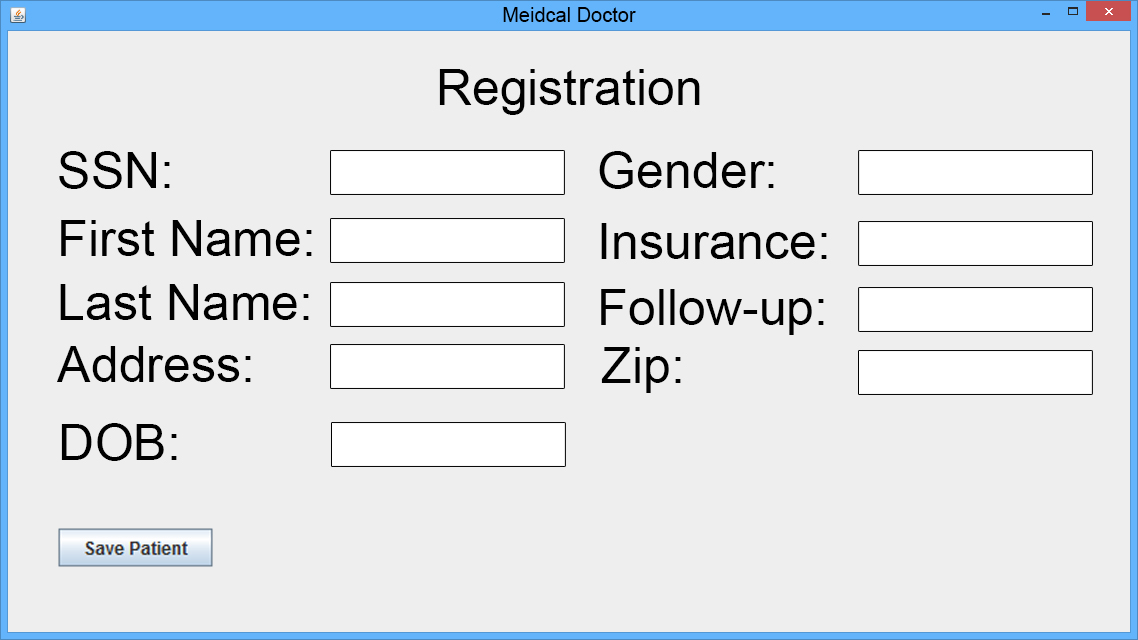 Meidcal Doctor
Registration
SSN:
Gender:
First Name:
Insurance:
Last Name:
Follow-up:
Address:
Zip:
DOB:
Save Patient